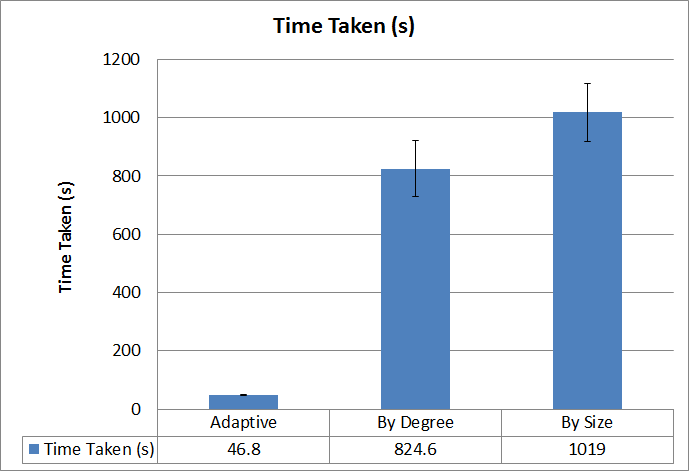 Time Taken (s)
1200
1000
800
600
400
200
0
Time Taken (s)
Adaptive By Degree By Size
Time Taken (s) 46.8 824.6 1019